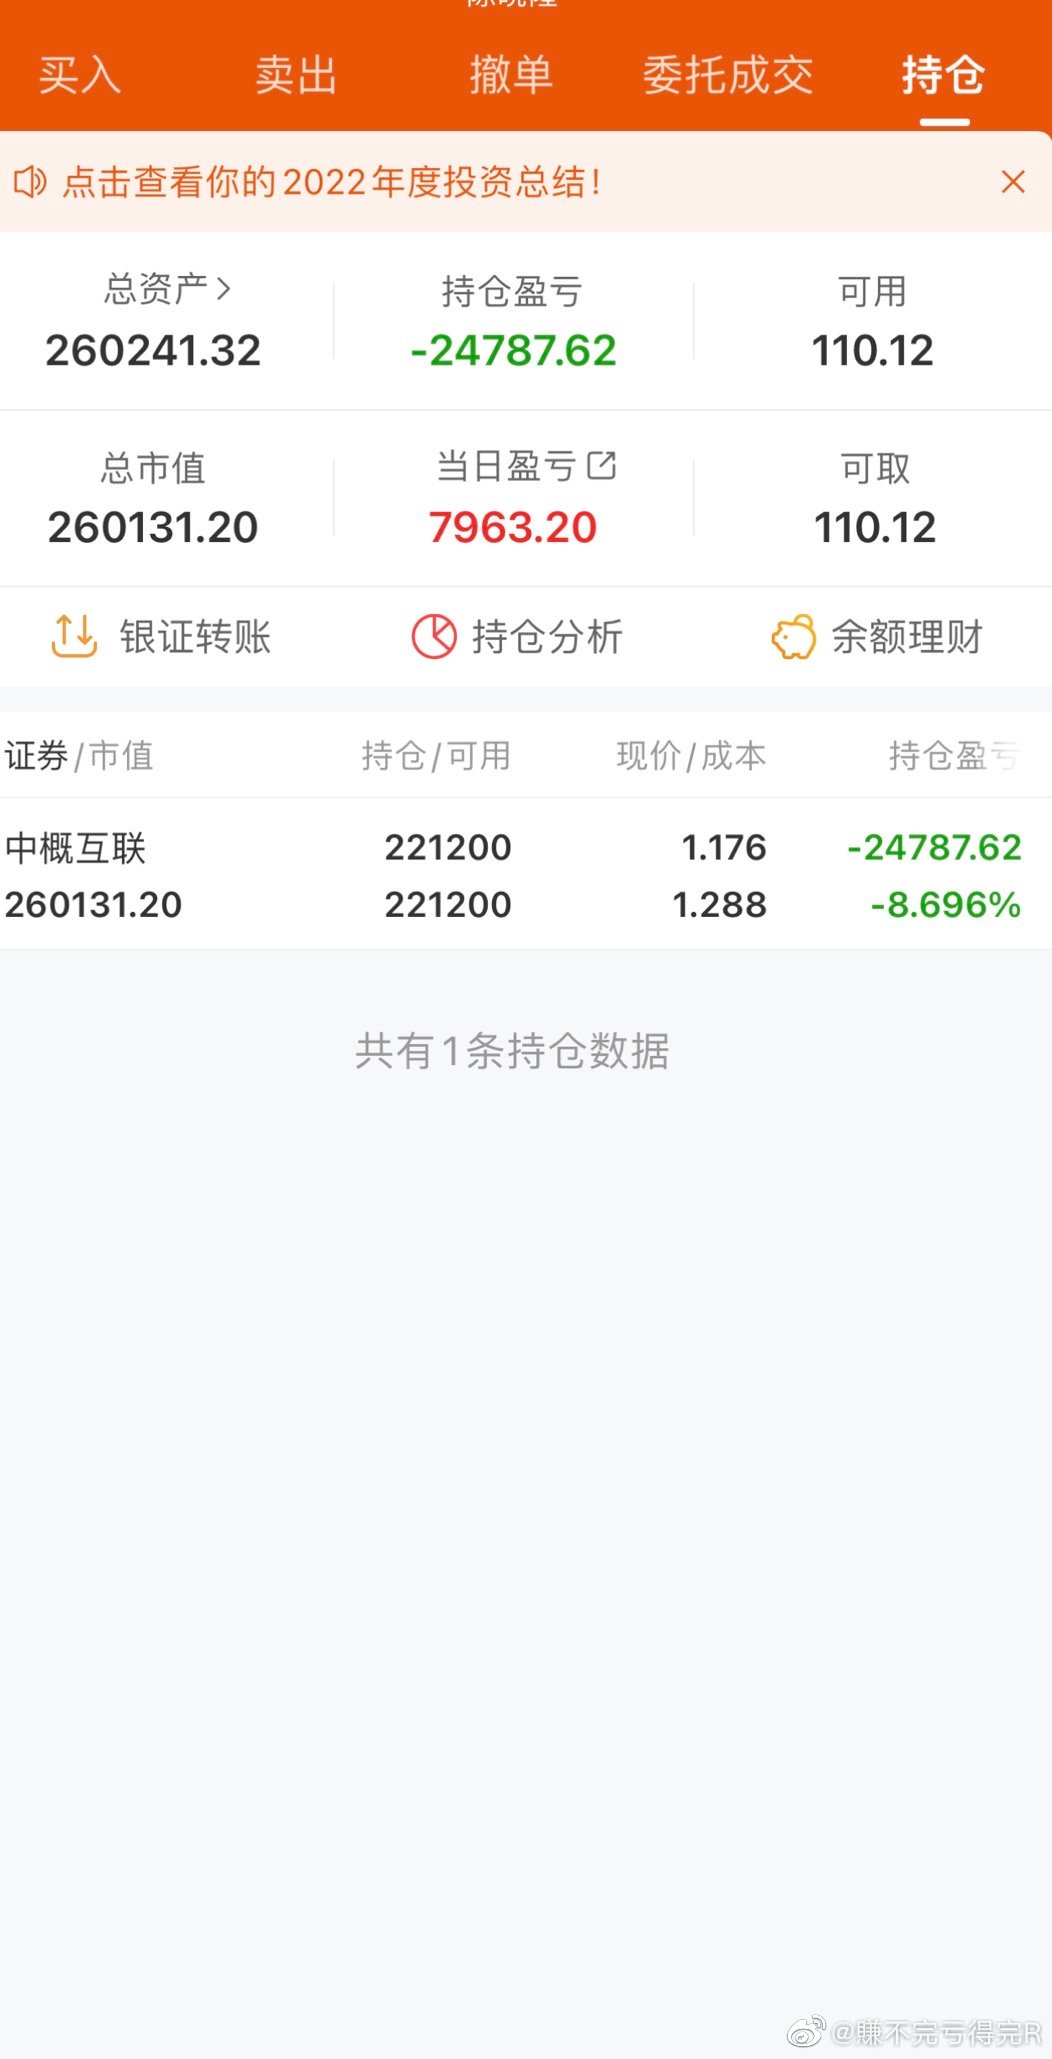 买入 卖出 撤单 委托成交 持仓
点击查看你的2022年度投资总结！
总资产 持仓盈亏 可用
260241.32 -24787.62 110.12
总市值 当日盈亏 可取
260131.20 7963.20 110.12
银证转账 持仓分析 余额理财
证券/市值 持仓/可用 现价/成本 持仓盈亏
中概互联 221200 1.176 -24787.62
260131.20 221200 1.288 -8.696%
共有1条持仓数据
@賺不完亏得完R